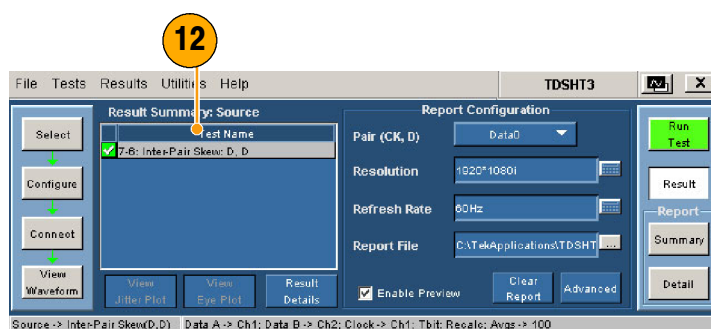 12
File Tests Results Utilities Help TDSHT3 X
Result Summary: Source
Test Name
7-6: Inter-Pair Skew: D, D
Select
Configure
Connect
View
Waveform
View
Jitter Plot
View
Eye Plot
Result
Details
Report Configuration
Pair (CK, D) Data0
Resolution 1920*1080i
Refresh Rate 60Hz
Report File C:\TekApplications\TDSHT ...
Enable Preview
Clear
Report
Advanced
Run
Test
Result
Report
Summary
Detail
Source -> Inter-Pair Skew(D,D) Data A -> Ch1; Data B -> Ch2; Clock -> Ch1; Tbit: Recalc; Avgs -> 100